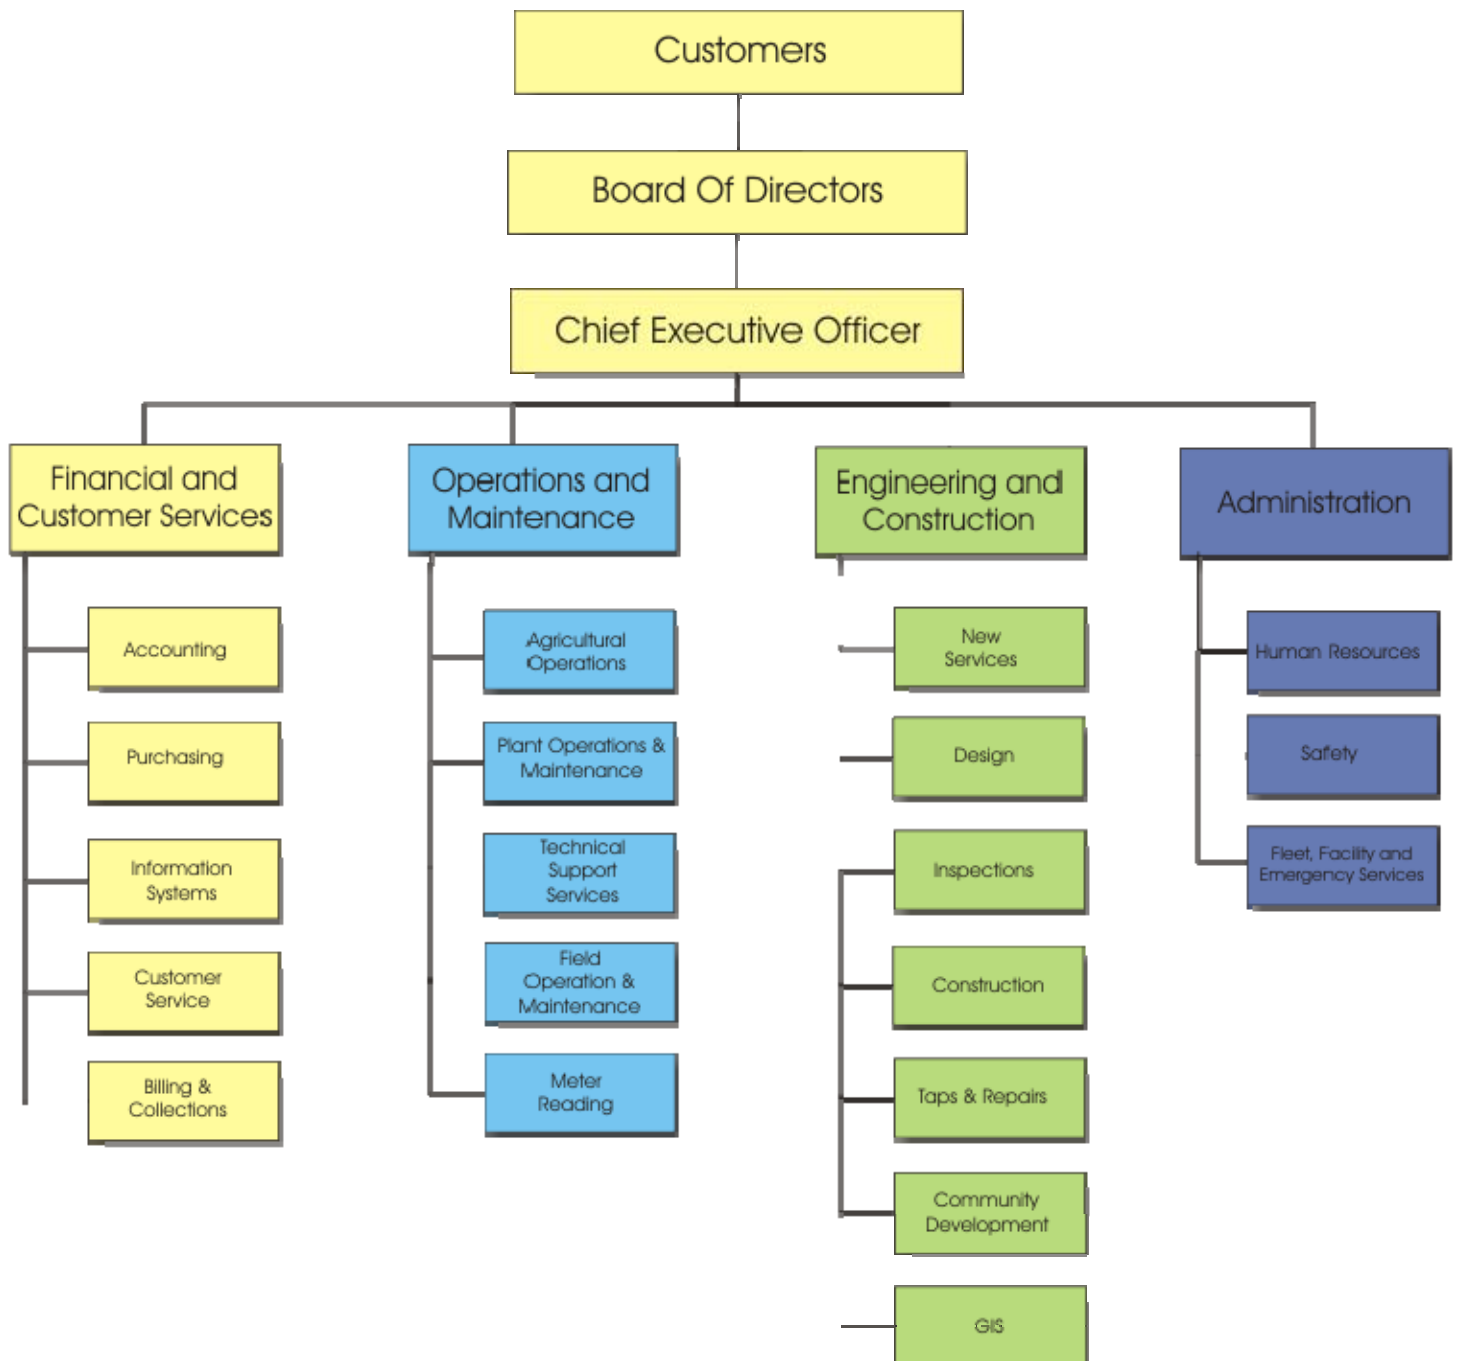 Customers
Board Of Directors
Chief Executive Officer
Financial and
Customer Services
Accounting
Purchasing
Information
Systems
Customer
Service
Billing &
Collections
Operations and
Maintenance
Agricultural
Operations
Plant Operations &
Maintenance
Technical
Support
Services
Field
Operation &
Maintenance
Meter
Reading
Engineering and
Construction
New
Services
Design
Inspections
Construction
Taps & Repairs
Community
Development
GIS
Administration
Human Resources
Safety
Fleet, Facility and
Emergency Services